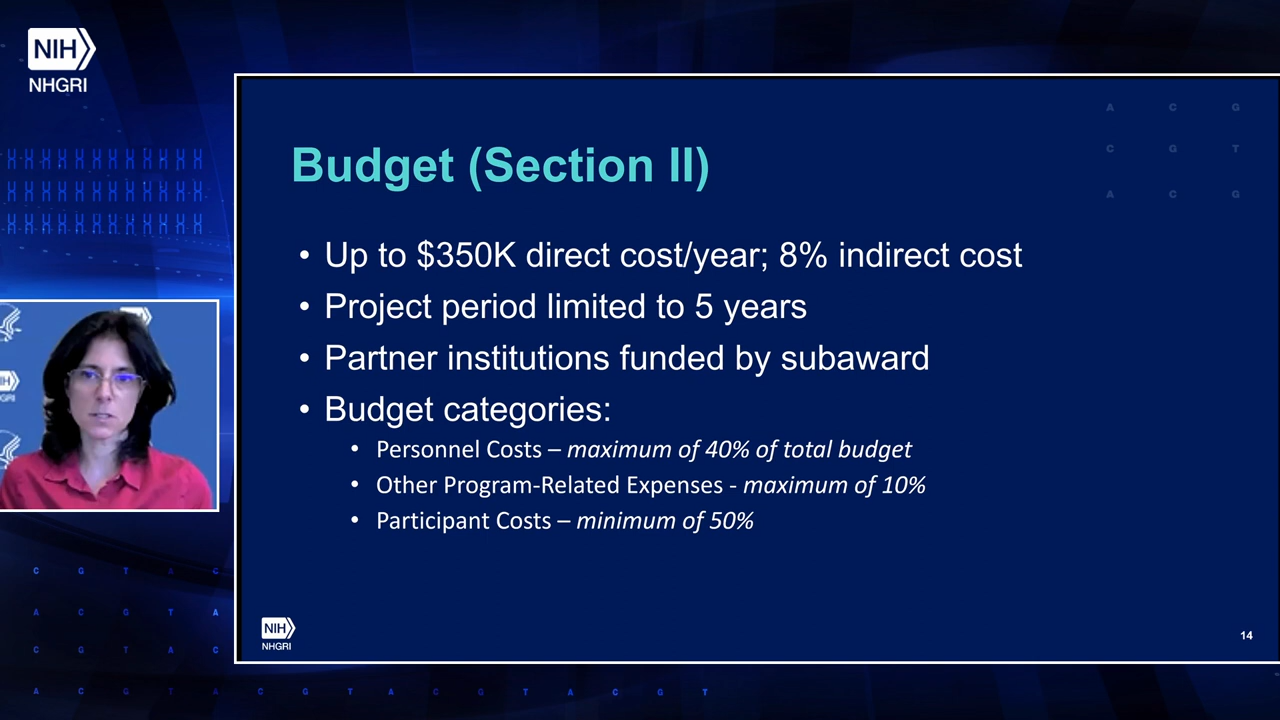 NIH
NHGRI
A C G
C G T
A C G
Budget (Section II)
• Up to $350K direct cost/year; 8% indirect cost
• Project period limited to 5 years
• Partner institutions funded by subaward
• Budget categories:
• Personnel Costs – maximum of 40% of total budget
• Other Program-Related Expenses - maximum of 10%
• Participant Costs – minimum of 50%
C G T A C
A C G T A
C G T A C
NIH
NHGRI
14
A C G T A C G T A C G T A C G T